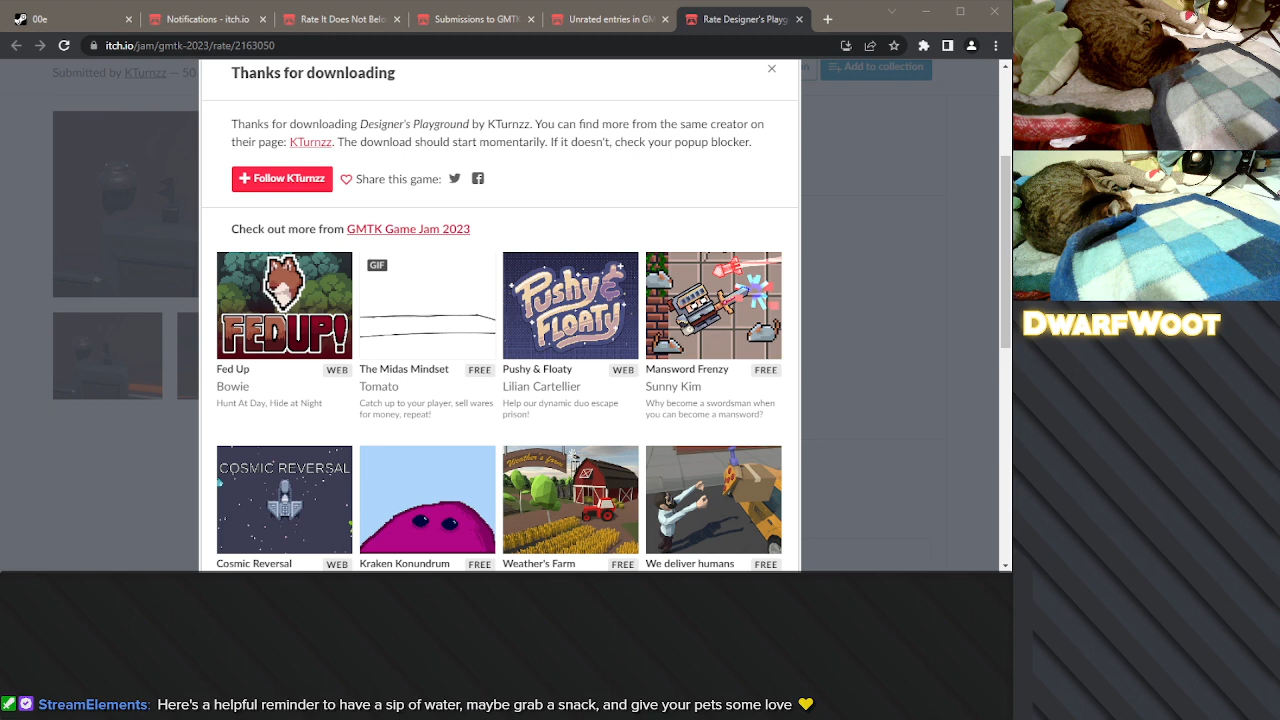 00e
Notifications - itch.io
Rate It Does Not Belo
Submissions to GMTK
Unrated entries in GM
Rate Designer's Playg
itch.io/jam/gmtk-2023/rate/2163050
Submitted by KTurnzz — 50
Add to collection
Thanks for downloading
Thanks for downloading Designer's Playground by KTurnzz. You can find more from the same creator on
their page: KTurnzz. The download should start momentarily. If it doesn't, check your popup blocker.
Follow KTurnzz
Share this game:
Check out more from GMTK Game Jam 2023
FED UP!
GIF
Pushy & FLOATY
Fed Up WEB
Bowie
Hunt At Day, Hide at Night
The Midas Mindset FREE
Tomato
Catch up to your player, sell wares
for money, repeat!
Pushy & Floaty WEB
Lilian Cartellier
Help our dynamic duo escape
prison!
Mansword Frenzy FREE
Sunny Kim
Why become a swordsman when
you can become a mansword?
COSMIC REVERSAL
Weather's farm
Cosmic Reversal WEB
Kraken Konundrum FREE
Weather's Farm FREE
We deliver humans FREE
DWARFWOOT
StreamElements: Here's a helpful reminder to have a sip of water, maybe grab a snack, and give your pets some love 💛